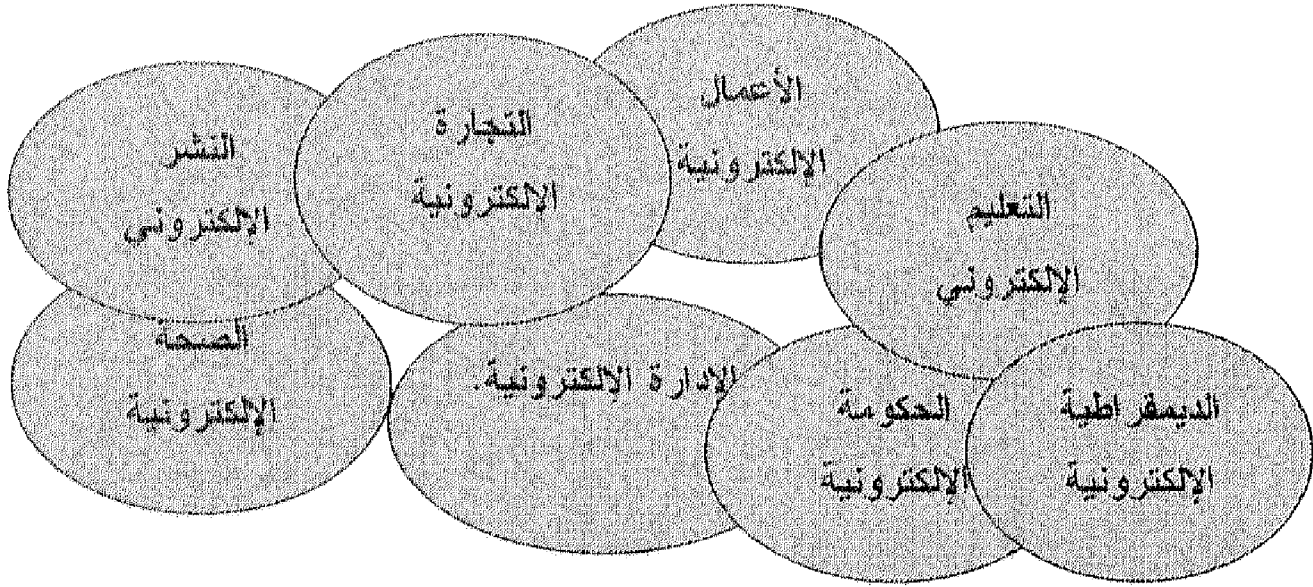 الأعمال
الإلكترونية
التجارة
الإلكترونية
النشر
الإلكتروني
التعليم
الإلكتروني
الصحة
الإلكترونية
الإدارة الإلكترونية.
الحكومة
الإلكترونية
الديمقراطية
الإلكترونية